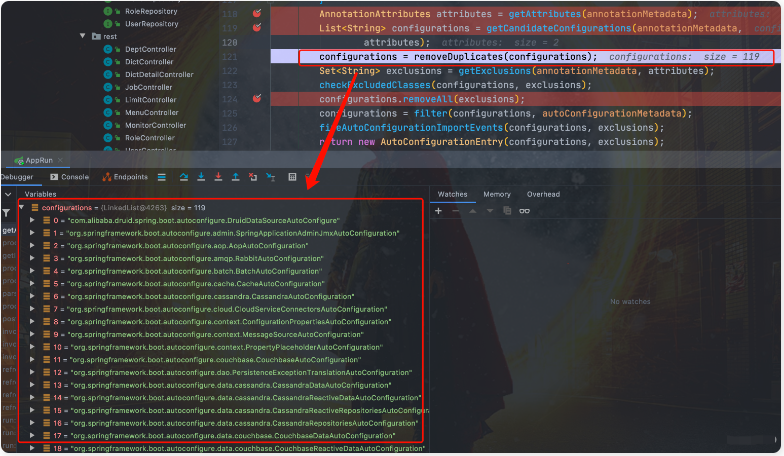 RoleRepository
UserRepository
rest
DeptController
DictController
DictDetailController
JobController
LimitController
MenuController
MonitorController
RoleController
118 AnnotationAttributes attributes = getAttributes(annotationMetadata); attributes:
119 List<String> configurations = getCandidateConfigurations(annotationMetadata,
120 attributes); attributes: size = 2
121 configurations = removeDuplicates(configurations); configurations: size = 119
122 Set<String> exclusions = getExclusions(annotationMetadata, attributes);
123 checkExcludedClasses(configurations, exclusions);
124 configurations.removeAll(exclusions);
125 configurations = filter(configurations, autoConfigurationMetadata);
126 fireAutoConfigurationImportEvents(configurations, exclusions);
127 return new AutoConfigurationEntry(configurations, exclusions);
AppRun
Debugger Console Endpoints
Variables
Watches Memory Overhead
No watches
configurations = {LinkedList@4263} size = 119
0 = "com.alibaba.druid.spring.boot.autoconfigure.DruidDataSourceAutoConfigure"
1 = "org.springframework.boot.autoconfigure.admin.SpringApplicationAdminJmxAutoConfiguration"
2 = "org.springframework.boot.autoconfigure.aop.AopAutoConfiguration"
3 = "org.springframework.boot.autoconfigure.amqp.RabbitAutoConfiguration"
4 = "org.springframework.boot.autoconfigure.batch.BatchAutoConfiguration"
5 = "org.springframework.boot.autoconfigure.cache.CacheAutoConfiguration"
6 = "org.springframework.boot.autoconfigure.cassandra.CassandraAutoConfiguration"
7 = "org.springframework.boot.autoconfigure.cloud.CloudServiceConnectorsAutoConfiguration"
8 = "org.springframework.boot.autoconfigure.context.ConfigurationPropertiesAutoConfiguration"
9 = "org.springframework.boot.autoconfigure.context.MessageSourceAutoConfiguration"
10 = "org.springframework.boot.autoconfigure.context.PropertyPlaceholderAutoConfiguration"
11 = "org.springframework.boot.autoconfigure.couchbase.CouchbaseAutoConfiguration"
12 = "org.springframework.boot.autoconfigure.dao.PersistenceExceptionTranslationAutoConfiguration"
13 = "org.springframework.boot.autoconfigure.data.cassandra.CassandraDataAutoConfiguration"
14 = "org.springframework.boot.autoconfigure.data.cassandra.CassandraReactiveDataAutoConfiguration"
15 = "org.springframework.boot.autoconfigure.data.cassandra.CassandraReactiveRepositoriesAutoConfigur
16 = "org.springframework.boot.autoconfigure.data.cassandra.CassandraRepositoriesAutoConfiguration"
17 = "org.springframework.boot.autoconfigure.data.couchbase.CouchbaseDataAutoConfiguration"
18 = "org.springframework.boot.autoconfigure.data.couchbase.CouchbaseReactiveDataAutoConfiguration"